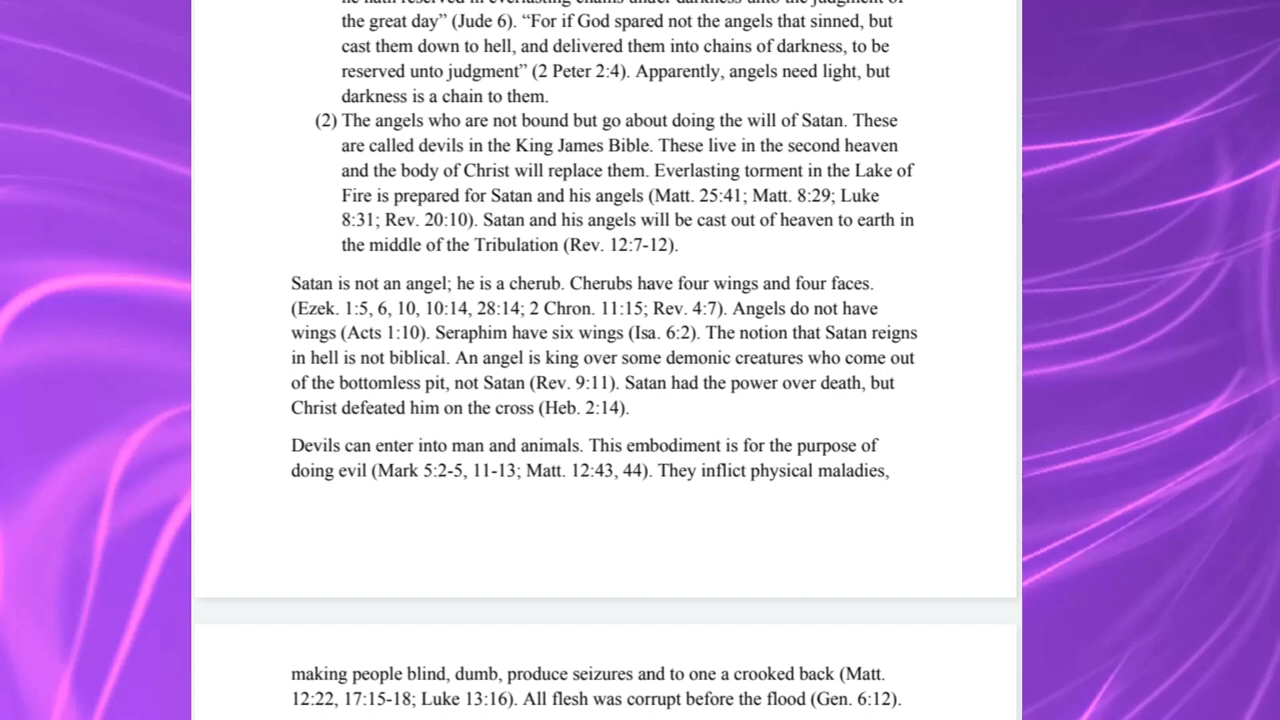 he hath reserved in everlasting chains under darkness unto the judgment of
the great day” (Jude 6). “For if God spared not the angels that sinned, but
cast them down to hell, and delivered them into chains of darkness, to be
reserved unto judgment” (2 Peter 2:4). Apparently, angels need light, but
darkness is a chain to them.
(2) The angels who are not bound but go about doing the will of Satan. These
are called devils in the King James Bible. These live in the second heaven
and the body of Christ will replace them. Everlasting torment in the Lake of
Fire is prepared for Satan and his angels (Matt. 25:41; Matt. 8:29; Luke
8:31; Rev. 20:10). Satan and his angels will be cast out of heaven to earth in
the middle of the Tribulation (Rev. 12:7-12).
Satan is not an angel; he is a cherub. Cherubs have four wings and four faces.
(Ezek. 1:5, 6, 10, 10:14, 28:14; 2 Chron. 11:15; Rev. 4:7). Angels do not have
wings (Acts 1:10). Seraphim have six wings (Isa. 6:2). The notion that Satan reigns
in hell is not biblical. An angel is king over some demonic creatures who come out
of the bottomless pit, not Satan (Rev. 9:11). Satan had the power over death, but
Christ defeated him on the cross (Heb. 2:14).
Devils can enter into man and animals. This embodiment is for the purpose of
doing evil (Mark 5:2-5, 11-13; Matt. 12:43, 44). They inflict physical maladies,
making people blind, dumb, produce seizures and to one a crooked back (Matt.
12:22, 17:15-18; Luke 13:16). All flesh was corrupt before the flood (Gen. 6:12).